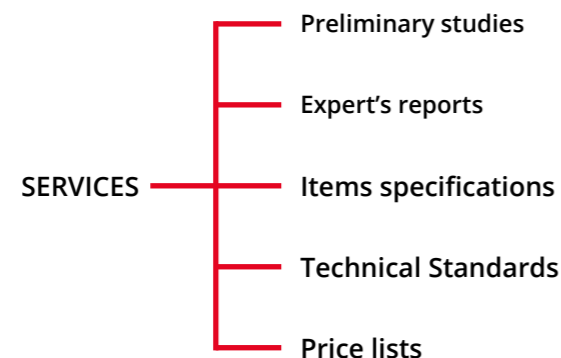 Preliminary studies
Expert’s reports
SERVICES
Items specifications
Technical Standards
Price lists